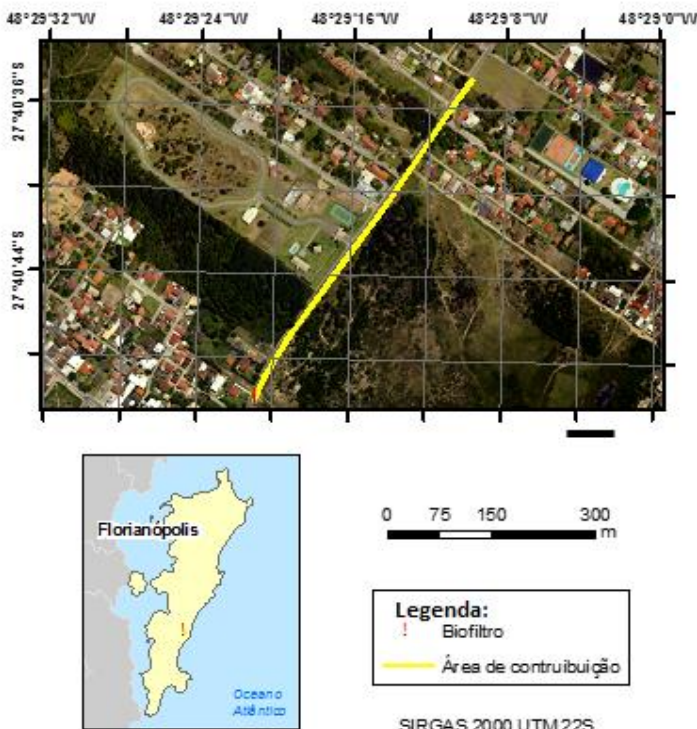 48°29'32"W 48°29'24"W 48°29'16"W 48°29'8"W 48°29'0"W
27°40'36"S
27°40'44"S
Florianópolis
Oceano
Atlântico
0 75 150 300
m
Legenda:
! Biofiltro
Área de contruibuição
SIRGAS 2000 UTM 22S